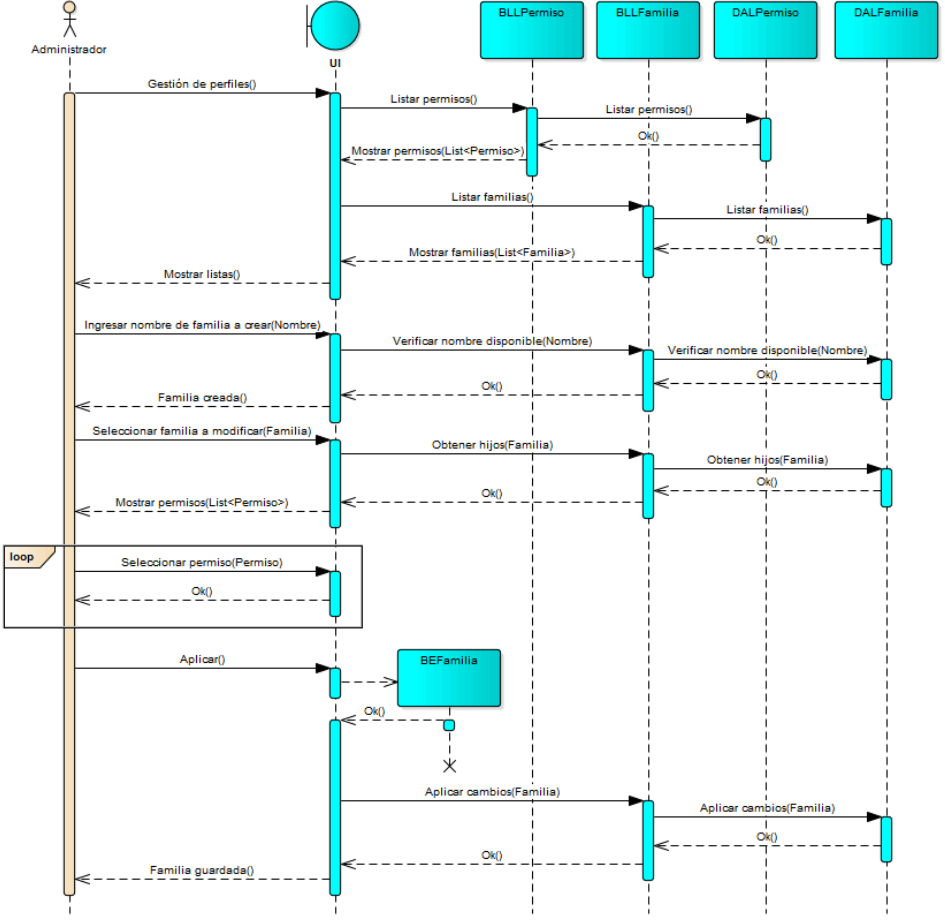 BLLPermiso
BLLFamilia
DALPermiso
DALFamilia
Administrador
UI
Gestión de perfiles()
Listar permisos()
Listar permisos()
Ok()
Mostrar permisos(List<Permiso>)
Listar familias()
Listar familias()
Ok()
Mostrar familias(List<Familia>)
Mostrar listas()
Ingresar nombre de familia a crear(Nombre)
Verificar nombre disponible(Nombre)
Verificar nombre disponible(Nombre)
Ok()
Ok()
Familia creada()
Seleccionar familia a modificar(Familia)
Obtener hijos(Familia)
Obtener hijos(Familia)
Ok()
Ok()
Mostrar permisos(List<Permiso>)
loop
Seleccionar permiso(Permiso)
Ok()
Aplicar()
BEFamilia
Ok()
Aplicar cambios(Familia)
Aplicar cambios(Familia)
Ok()
Ok()
Familia guardada()